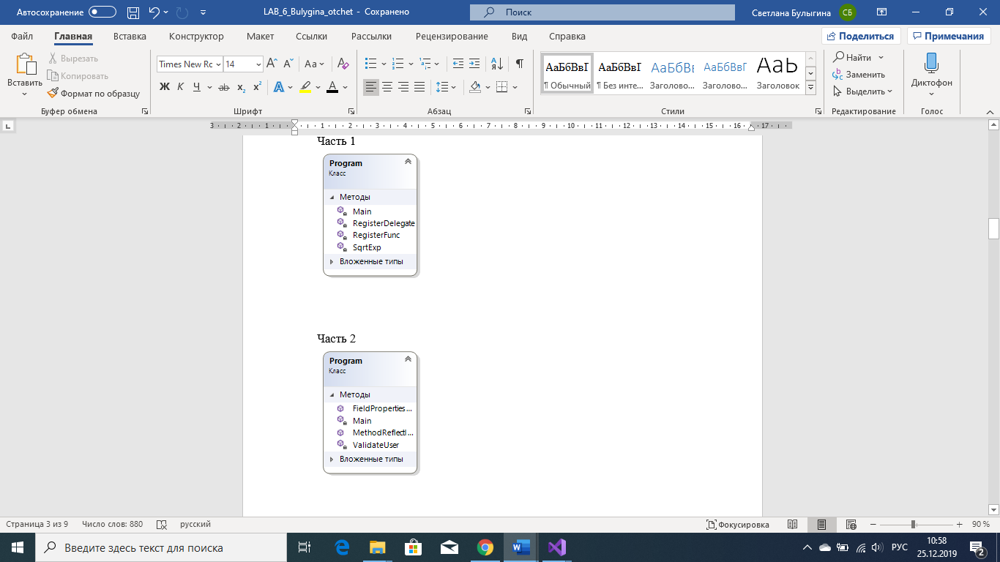 Автосохранение LAB_6_Bulygina_otchet - Сохранено Поиск Светлана Булыгина СБ
Файл Главная Вставка Конструктор Макет Ссылки Рассылки Рецензирование Вид Справка Поделиться Примечания
Вставить
Вырезать
Копировать
Формат по образцу
Буфер обмена
Times New Rc 14 Aa
Ж К Ч ab x₂ x² A A
Шрифт
Абзац
АаБбВвГ АаБбВвГ АаБбВв АаБбВвГ Aab
¶ Обычный ¶ Без инте... Заголово... Заголово... Заголовок
Стили
Найти
Заменить
Выделить
Редактирование
Диктофон
Голос
3 2 1 1 2 3 4 5 6 7 8 9 10 11 12 13 14 15 16 17
Часть 1
Program
Класс
Методы
Main
RegisterDelegate
RegisterFunc
SqrtExp
Вложенные типы
Часть 2
Program
Класс
Методы
FieldProperties...
Main
MethodReflectI...
ValidateUser
Вложенные типы
Страница 3 из 9 Число слов: 880 русский Фокусировка 90 %
Введите здесь текст для поиска РУС 10:58
25.12.2019 2